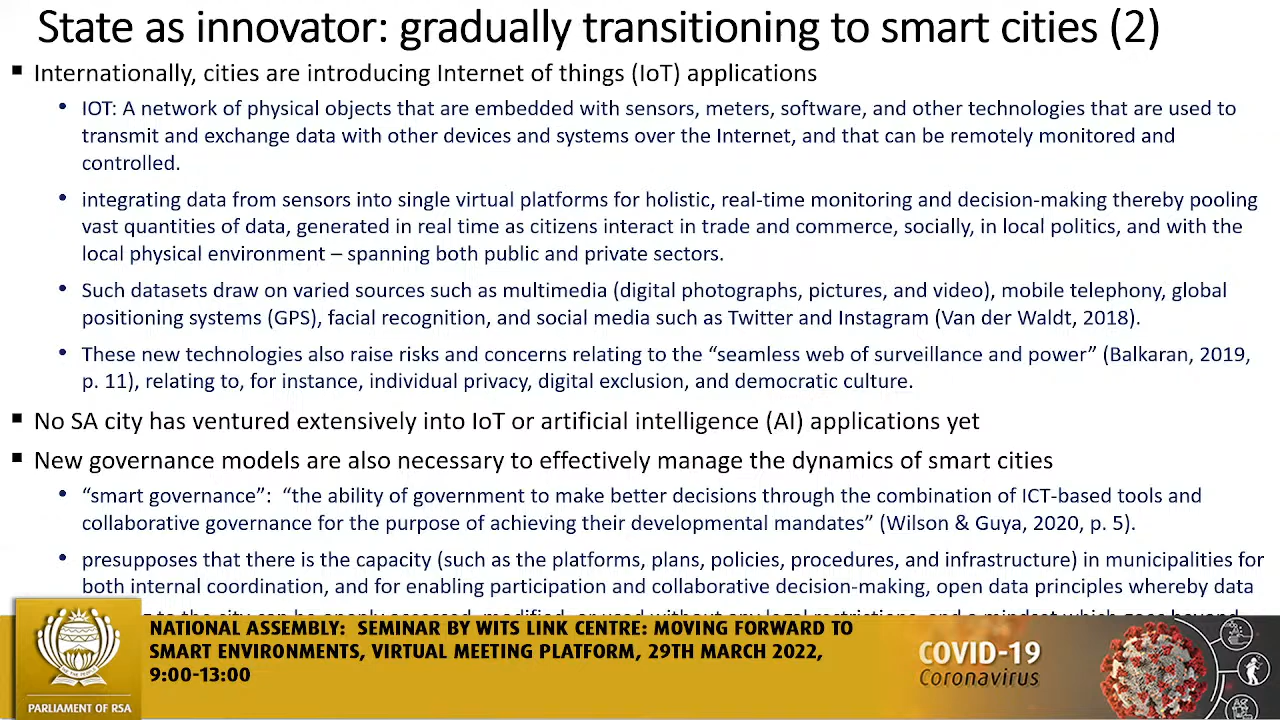 State as innovator: gradually transitioning to smart cities (2)
▪ Internationally, cities are introducing Internet of things (IoT) applications
• IOT: A network of physical objects that are embedded with sensors, meters, software, and other technologies that are used to
transmit and exchange data with other devices and systems over the Internet, and that can be remotely monitored and
controlled.
• integrating data from sensors into single virtual platforms for holistic, real-time monitoring and decision-making thereby pooling
vast quantities of data, generated in real time as citizens interact in trade and commerce, socially, in local politics, and with the
local physical environment – spanning both public and private sectors.
• Such datasets draw on varied sources such as multimedia (digital photographs, pictures, and video), mobile telephony, global
positioning systems (GPS), facial recognition, and social media such as Twitter and Instagram (Van der Waldt, 2018).
• These new technologies also raise risks and concerns relating to the “seamless web of surveillance and power” (Balkaran, 2019,
p. 11), relating to, for instance, individual privacy, digital exclusion, and democratic culture.
▪ No SA city has ventured extensively into IoT or artificial intelligence (AI) applications yet
▪ New governance models are also necessary to effectively manage the dynamics of smart cities
• “smart governance”: “the ability of government to make better decisions through the combination of ICT-based tools and
collaborative governance for the purpose of achieving their developmental mandates” (Wilson & Guya, 2020, p. 5).
• presupposes that there is the capacity (such as the platforms, plans, policies, procedures, and infrastructure) in municipalities for
both internal coordination, and for enabling participation and collaborative decision-making, open data principles whereby data
NATIONAL ASSEMBLY: SEMINAR BY WITS LINK CENTRE: MOVING FORWARD TO
SMART ENVIRONMENTS, VIRTUAL MEETING PLATFORM, 29TH MARCH 2022,
9:00-13:00
PARLIAMENT OF RSA
COVID-19
Coronavirus